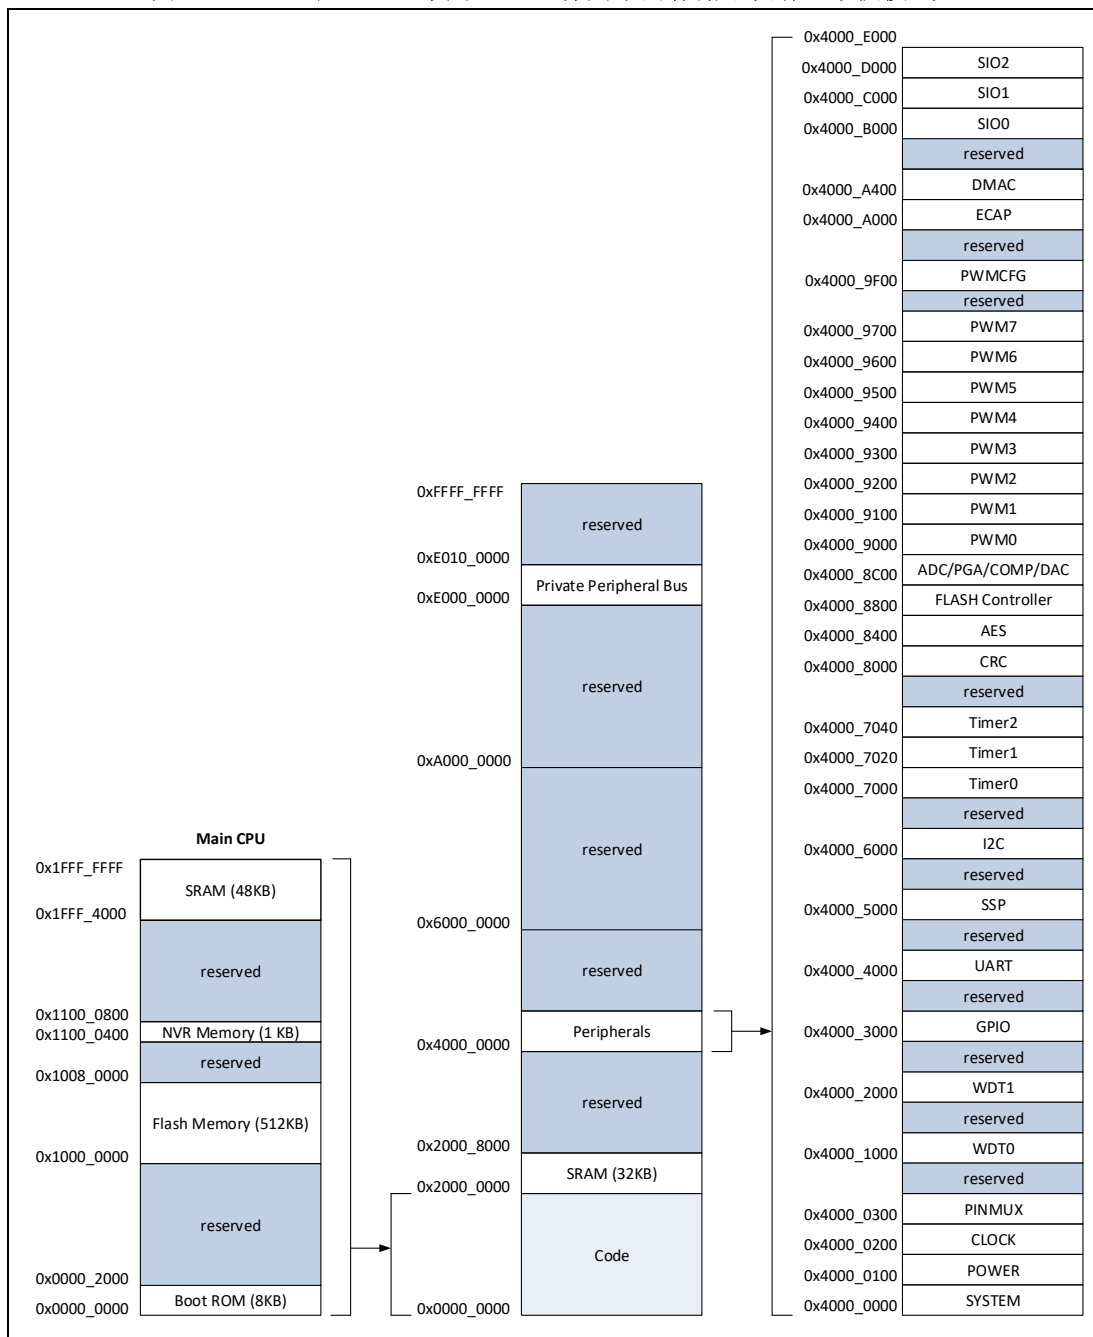 Main CPU
0x1FFF_FFFF
SRAM (48KB)
0x1FFF_4000
reserved
0x1100_0800
NVR Memory (1 KB)
0x1100_0400
reserved
0x1008_0000
Flash Memory (512KB)
0x1000_0000
reserved
0x0000_2000
Boot ROM (8KB)
0x0000_0000
0xFFFF_FFFF
reserved
0xE010_0000
Private Peripheral Bus
0xE000_0000
reserved
0xA000_0000
reserved
0x6000_0000
reserved
Peripherals
0x4000_0000
reserved
0x2000_8000
SRAM (32KB)
0x2000_0000
Code
0x0000_0000
0x4000_E000
SIO2
0x4000_D000
SIO1
0x4000_C000
SIO0
0x4000_B000
reserved
DMAC
0x4000_A400
ECAP
0x4000_A000
reserved
PWMCFG
0x4000_9F00
reserved
PWM7
0x4000_9700
PWM6
0x4000_9600
PWM5
0x4000_9500
PWM4
0x4000_9400
PWM3
0x4000_9300
PWM2
0x4000_9200
PWM1
0x4000_9100
PWM0
0x4000_9000
ADC/PGA/COMP/DAC
0x4000_8C00
FLASH Controller
0x4000_8800
AES
0x4000_8400
CRC
0x4000_8000
reserved
Timer2
0x4000_7040
Timer1
0x4000_7020
Timer0
0x4000_7000
reserved
I2C
0x4000_6000
reserved
SSP
0x4000_5000
reserved
UART
0x4000_4000
reserved
GPIO
0x4000_3000
reserved
WDT1
0x4000_2000
reserved
WDT0
0x4000_1000
reserved
PINMUX
0x4000_0300
CLOCK
0x4000_0200
POWER
0x4000_0100
SYSTEM
0x4000_0000